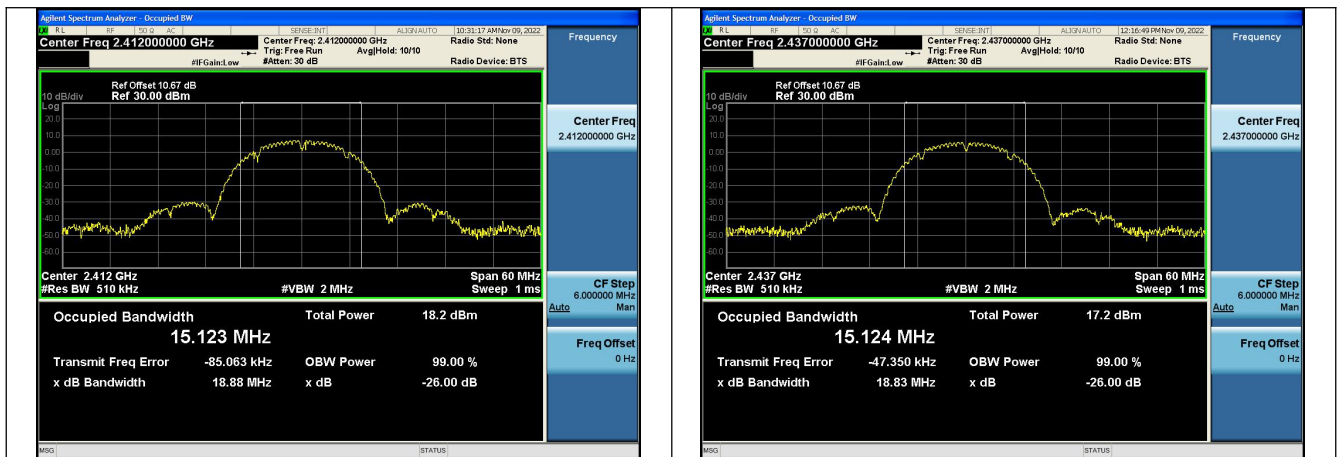 Agilent Spectrum Analyzer - Occupied BW
RL RF 50 Ω AC SENSE:INT ALIGN AUTO 10:31:17 AM Nov 09, 2022
Center Freq 2.412000000 GHz
Center Freq: 2.412000000 GHz
Radio Std: None
Trig: Free Run Avg|Hold: 10/10
#IFGain:Low #Atten: 30 dB Radio Device: BTS
Ref Offset 10.67 dB
10 dB/div Ref 30.00 dBm
Log
20.0
10.0
0.00
-10.0
-20.0
-30.0
-40.0
-50.0
-60.0
Center 2.412 GHz Span 60 MHz
#Res BW 510 kHz #VBW 2 MHz Sweep 1 ms
Occupied Bandwidth Total Power 18.2 dBm
15.123 MHz
Transmit Freq Error -85.063 kHz OBW Power 99.00 %
x dB Bandwidth 18.88 MHz x dB -26.00 dB
MSG STATUS
Frequency
Center Freq
2.412000000 GHz
CF Step
6.000000 MHz
Auto Man
Freq Offset
0 Hz
Agilent Spectrum Analyzer - Occupied BW
RL RF 50 Ω AC SENSE:INT ALIGN AUTO 12:16:49 PM Nov 09, 2022
Center Freq 2.437000000 GHz
Center Freq: 2.437000000 GHz
Radio Std: None
Trig: Free Run Avg|Hold: 10/10
#IFGain:Low #Atten: 30 dB Radio Device: BTS
Ref Offset 10.67 dB
10 dB/div Ref 30.00 dBm
Log
20.0
10.0
0.00
-10.0
-20.0
-30.0
-40.0
-50.0
-60.0
Center 2.437 GHz Span 60 MHz
#Res BW 510 kHz #VBW 2 MHz Sweep 1 ms
Occupied Bandwidth Total Power 17.2 dBm
15.124 MHz
Transmit Freq Error -47.350 kHz OBW Power 99.00 %
x dB Bandwidth 18.83 MHz x dB -26.00 dB
MSG STATUS
Frequency
Center Freq
2.437000000 GHz
CF Step
6.000000 MHz
Auto Man
Freq Offset
0 Hz